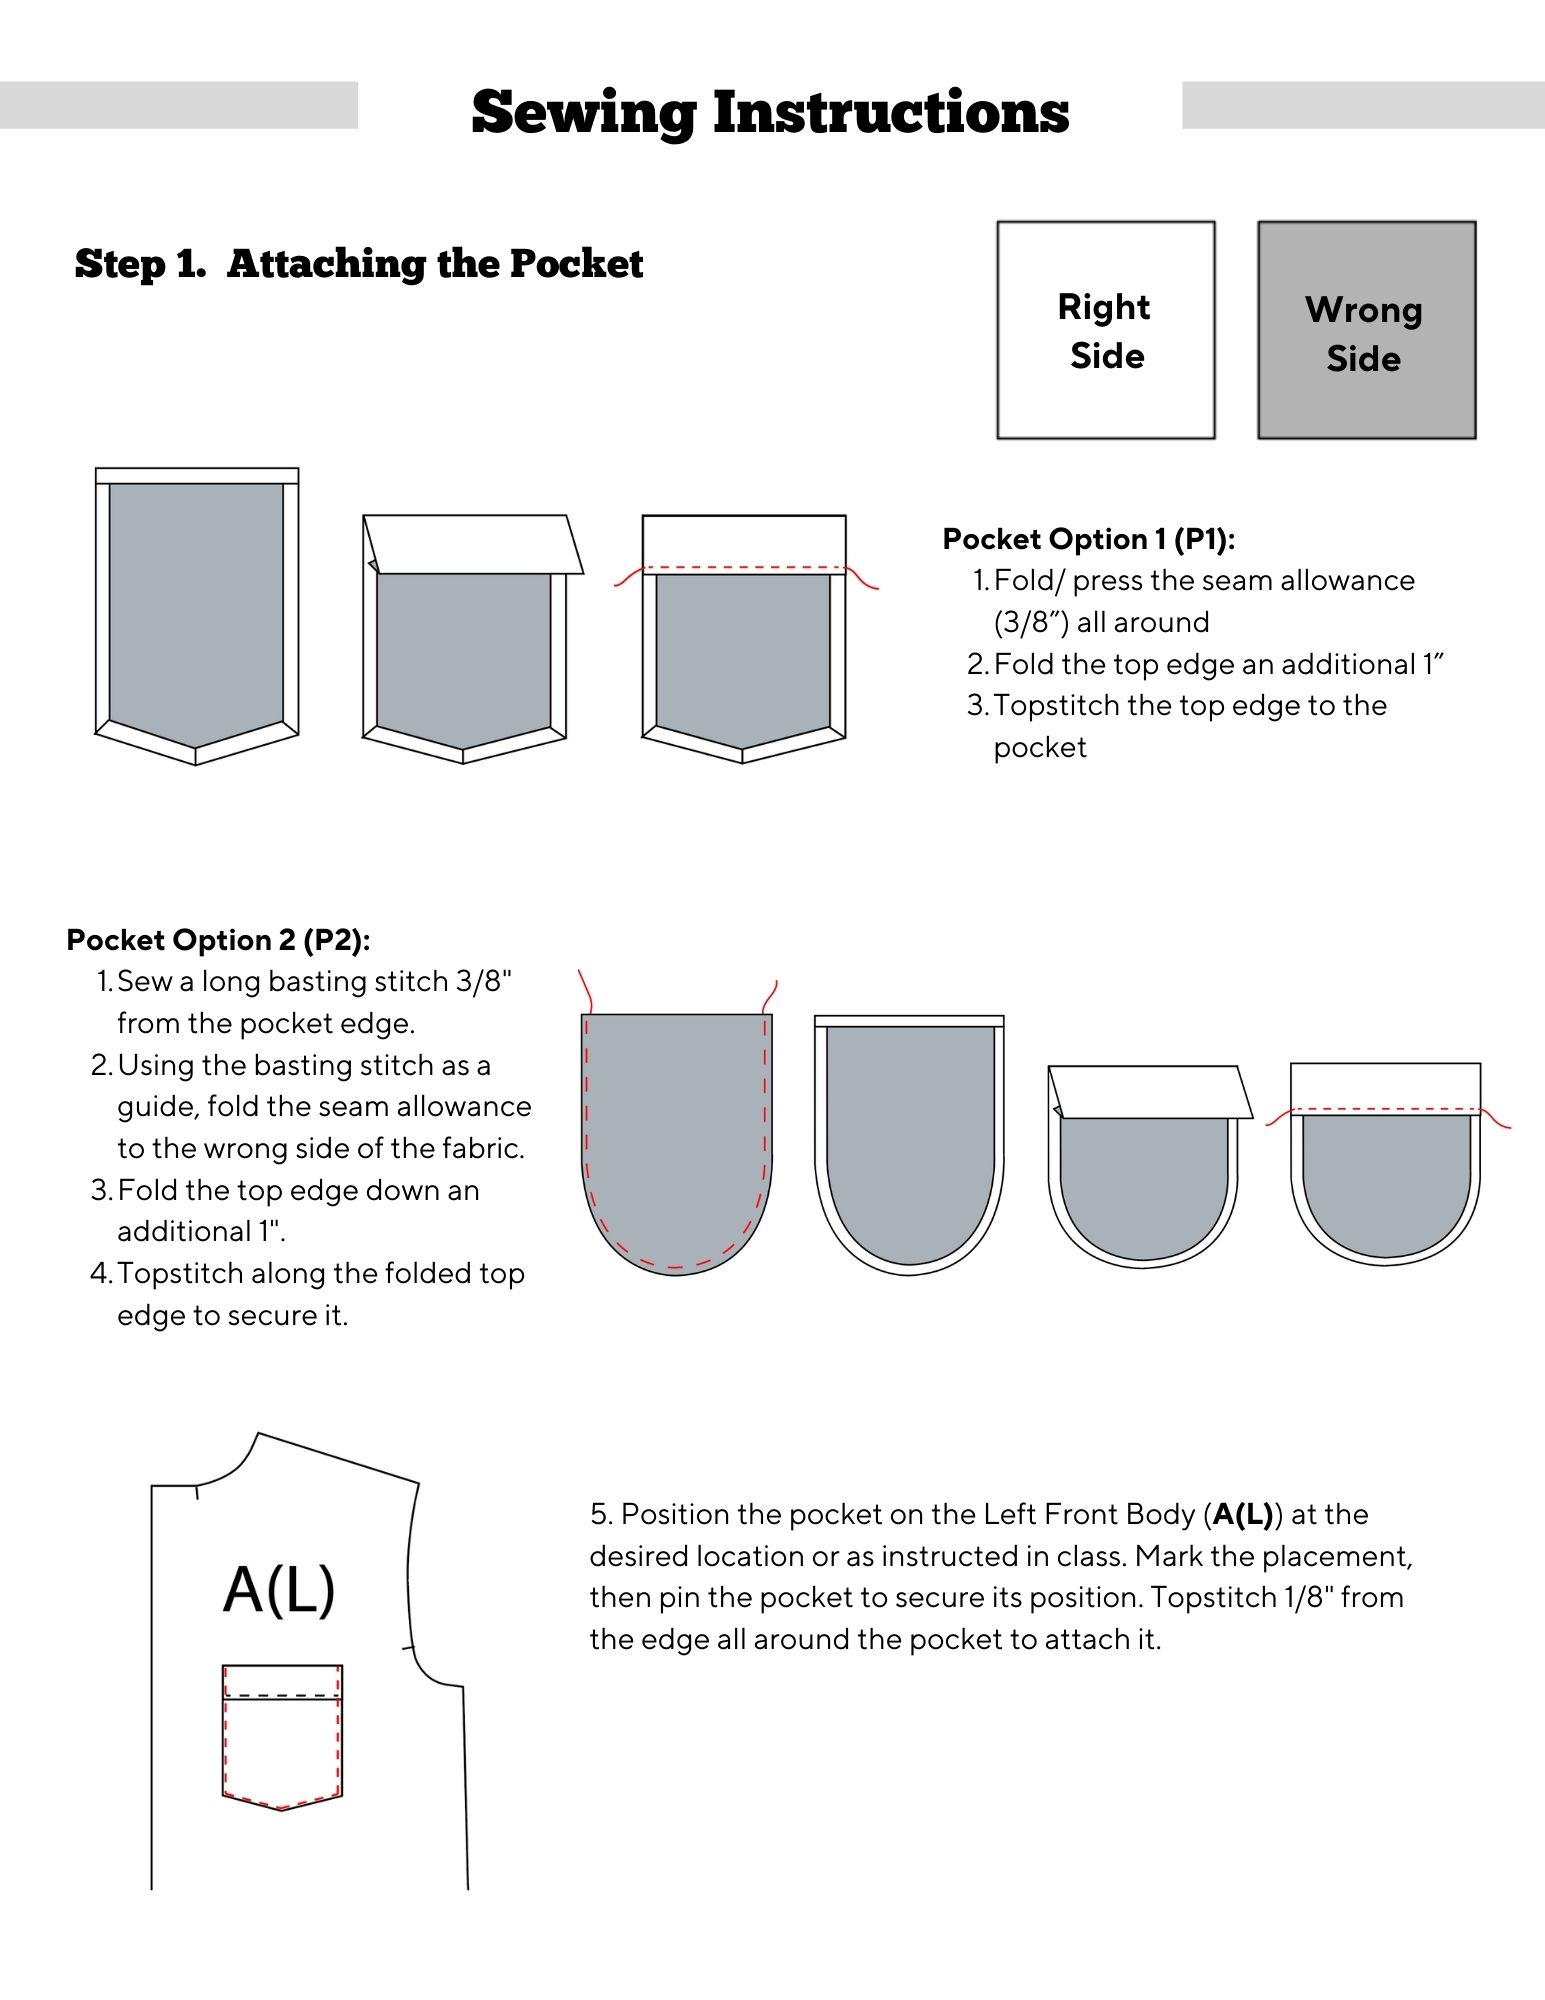 Sewing Instructions
Step 1. Attaching the Pocket
Right
Side
Wrong
Side
Pocket Option 1 (P1):
1. Fold/ press the seam allowance
(3/8″) all around
2. Fold the top edge an additional 1″
3. Topstitch the top edge to the
pocket
Pocket Option 2 (P2):
1. Sew a long basting stitch 3/8"
from the pocket edge.
2. Using the basting stitch as a
guide, fold the seam allowance
to the wrong side of the fabric.
3. Fold the top edge down an
additional 1".
4. Topstitch along the folded top
edge to secure it.
A(L)
5. Position the pocket on the Left Front Body (A(L)) at the
desired location or as instructed in class. Mark the placement,
then pin the pocket to secure its position. Topstitch 1/8" from
the edge all around the pocket to attach it.